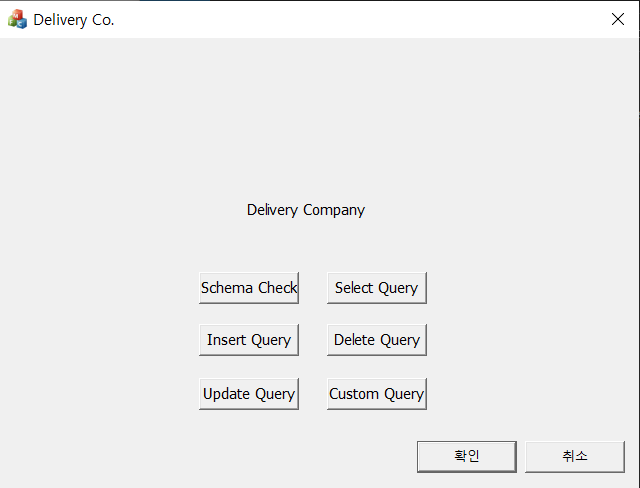 Delivery Co.
Delivery Company
Schema Check
Select Query
Insert Query
Delete Query
Update Query
Custom Query
확인
취소